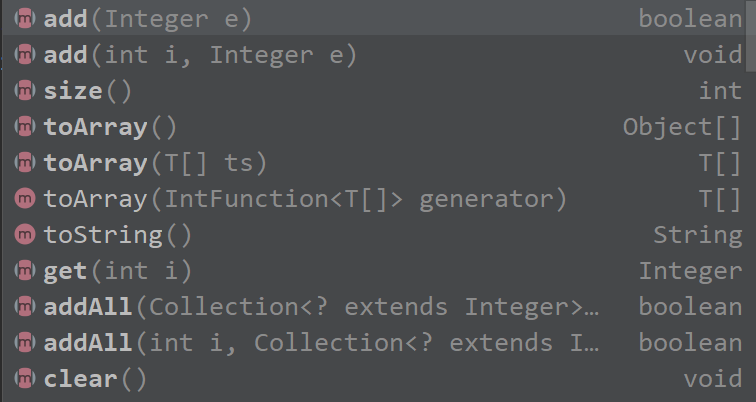 m add(Integer e) boolean
m add(int i, Integer e) void
m size() int
m toArray() Object[]
m toArray(T[] ts) T[]
m toArray(IntFunction<T[]> generator) T[]
m toString() String
m get(int i) Integer
m addAll(Collection<? extends Integer>… boolean
m addAll(int i, Collection<? extends I… boolean
m clear() void